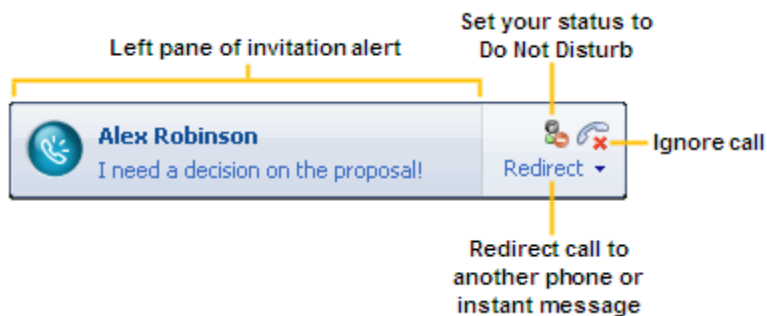 Set your status to
Do Not Disturb
Left pane of invitation alert
Alex Robinson
I need a decision on the proposal!
Redirect
Ignore call
Redirect call to
another phone or
instant message